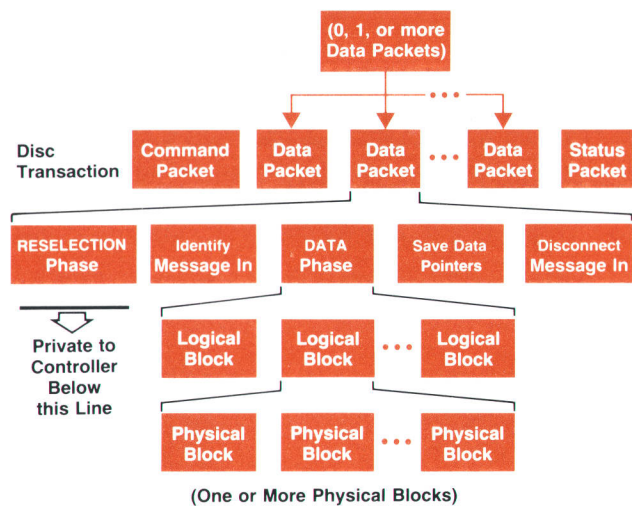 (0, 1, or more
Data Packets)
• • •
Disc
Transaction
Command
Packet
Data
Packet
Data
Packet
• • •
Data
Packet
Status
Packet
RESELECTION
Phase
Identify
Message In
DATA
Phase
Save Data
Pointers
Disconnect
Message In
Private to
Controller
Below
this Line
Logical
Block
Logical
Block
• • •
Logical
Block
Physical
Block
Physical
Block
• • •
Physical
Block
(One or More Physical Blocks)